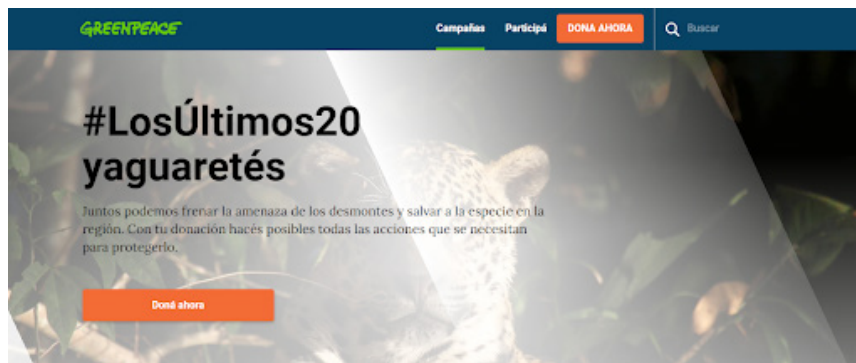 GREENPEACE
Campañas Participá DONA AHORA Buscar
#LosÚltimos20
yaguaretés
Juntos podemos frenar la amenaza de los desmontes y salvar a la especie en la
región. Con tu donación hacés posibles todas las acciones que se necesitan
para protegerlo.
Doná ahora